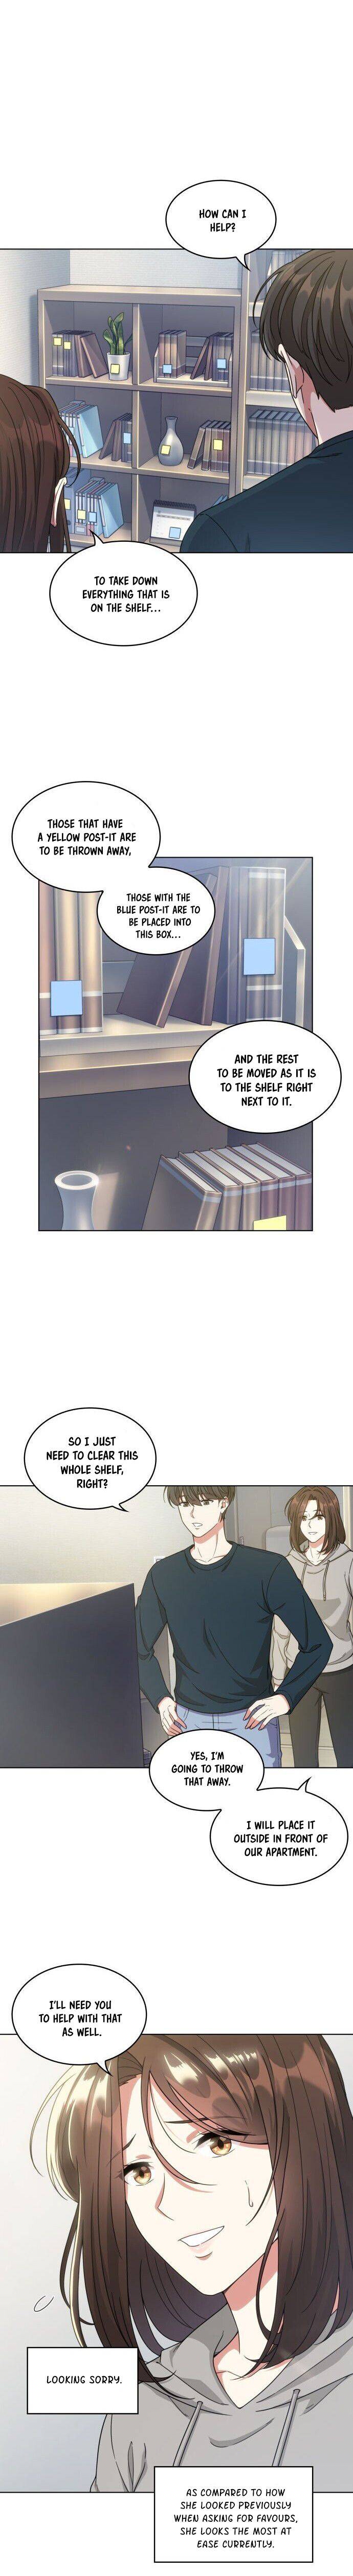 HOW CAN I
HELP?
TO TAKE DOWN
EVERYTHING THAT IS
ON THE SHELF...
THOSE THAT HAVE
A YELLOW POST-IT ARE
TO BE THROWN AWAY,
THOSE WITH THE
BLUE POST-IT ARE TO
BE PLACED INTO
THIS BOX...
AND THE REST
TO BE MOVED AS IT IS
TO THE SHELF RIGHT
NEXT TO IT.
SO I JUST
NEED TO CLEAR THIS
WHOLE SHELF,
RIGHT?
YES, I'M
GOING TO THROW
THAT AWAY.
I WILL PLACE IT
OUTSIDE IN FRONT OF
OUR APARTMENT.
I'LL NEED YOU
TO HELP WITH THAT
AS WELL.
LOOKING SORRY.
AS COMPARED TO HOW
SHE LOOKED PREVIOUSLY
WHEN ASKING FOR FAVOURS,
SHE LOOKS THE MOST AT
EASE CURRENTLY.